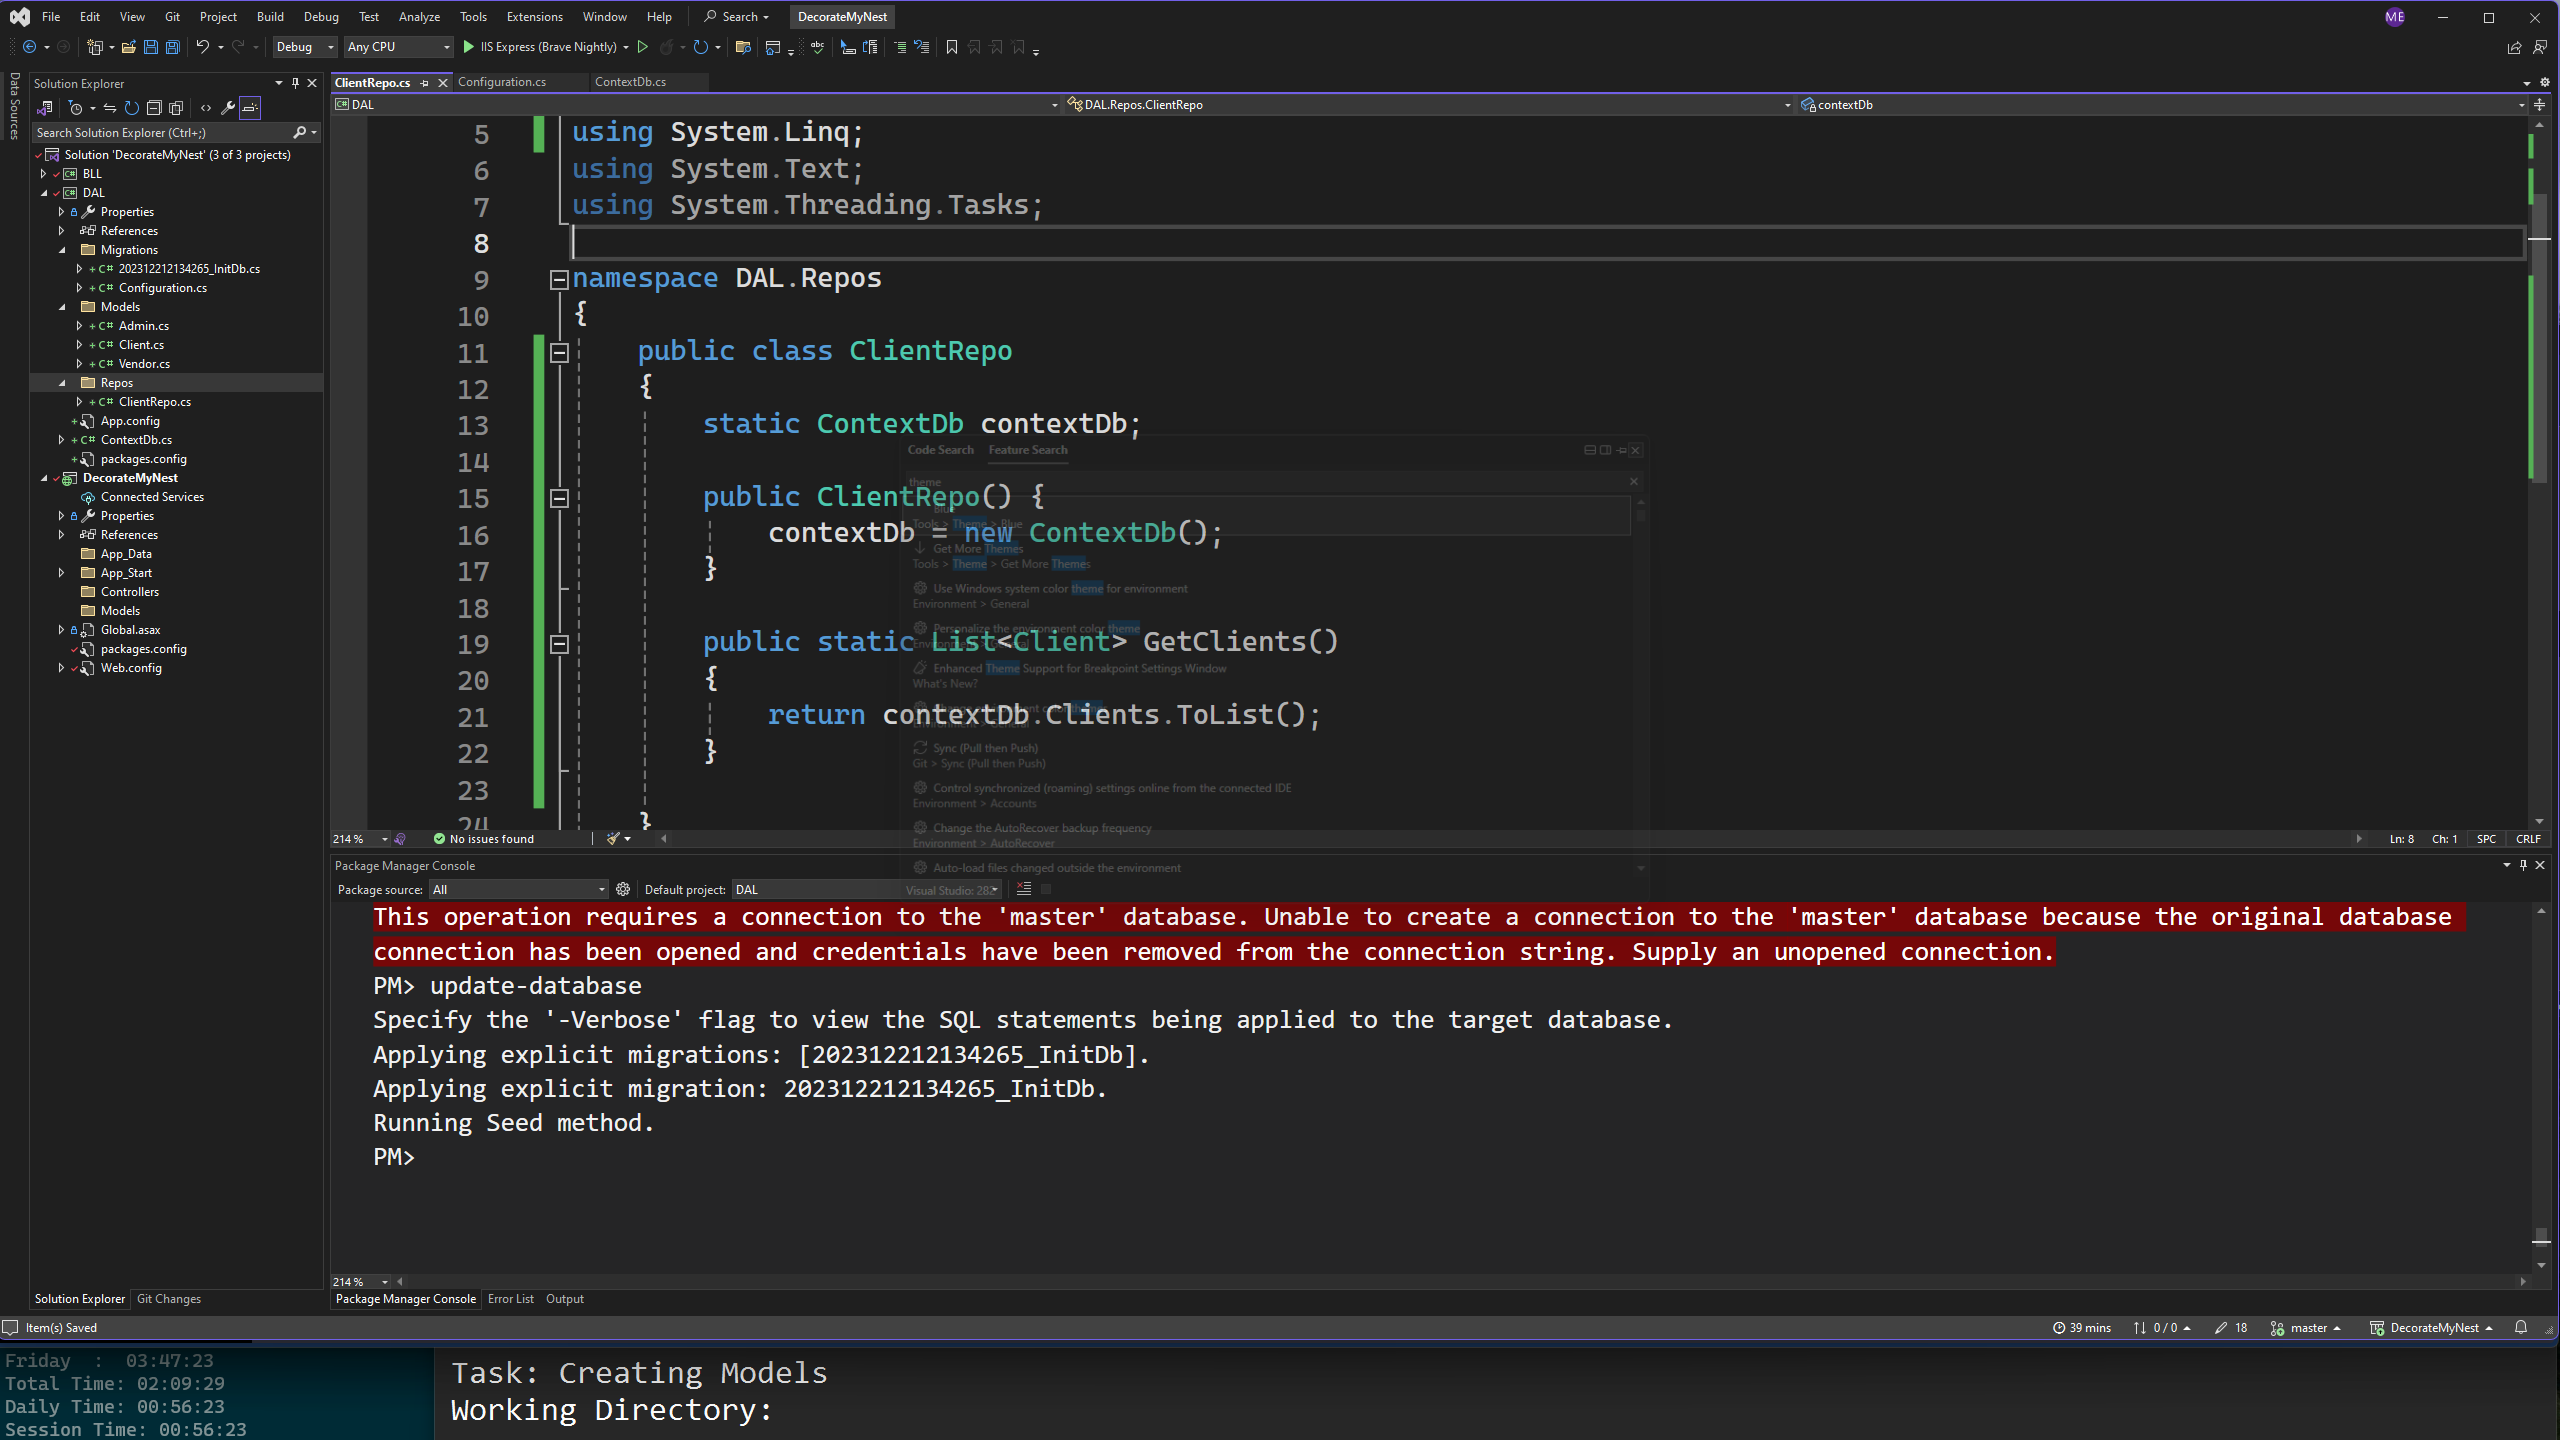 File Edit View Git Project Build Debug Test Analyze Tools Extensions Window Help Search DecorateMyNest ME
Debug Any CPU IIS Express (Brave Nightly)
Data Sources
Solution Explorer
Search Solution Explorer (Ctrl+;)
Solution 'DecorateMyNest' (3 of 3 projects)
BLL
DAL
Properties
References
Migrations
202312212134265_InitDb.cs
Configuration.cs
Models
Admin.cs
Client.cs
Vendor.cs
Repos
ClientRepo.cs
App.config
ContextDb.cs
packages.config
DecorateMyNest
Connected Services
Properties
References
App_Data
App_Start
Controllers
Models
Global.asax
packages.config
Web.config
Solution Explorer Git Changes
ClientRepo.cs Configuration.cs ContextDb.cs
DAL DAL.Repos.ClientRepo contextDb
5 using System.Linq;
6 using System.Text;
7 using System.Threading.Tasks;
8
9 namespace DAL.Repos
10 {
11 public class ClientRepo
12 {
13 static ContextDb contextDb;
14
15 public ClientRepo() {
16 contextDb = new ContextDb();
17 }
18
19 public static List<Client> GetClients()
20 {
21 return contextDb.Clients.ToList();
22 }
23
24 }
Code Search Feature Search
theme
Blue
Tools > Theme > Blue
Get More Themes
Tools > Theme > Get More Themes
Use Windows system color theme for environment
Environment > General
Personalize the environment color theme
Enhanced Theme Support for Breakpoint Settings Window
What's New?
Sync (Pull then Push)
Git > Sync (Pull then Push)
Control synchronized (roaming) settings online from the connected IDE
Environment > Accounts
Change the AutoRecover backup frequency
Environment > AutoRecover
Auto-load files changed outside the environment
Visual Studio: 282
214 % No issues found Ln: 8 Ch: 1 SPC CRLF
Package Manager Console
Package source: All Default project: DAL
This operation requires a connection to the 'master' database. Unable to create a connection to the 'master' database because the original database
connection has been opened and credentials have been removed from the connection string. Supply an unopened connection.
PM> update-database
Specify the '-Verbose' flag to view the SQL statements being applied to the target database.
Applying explicit migrations: [202312212134265_InitDb].
Applying explicit migration: 202312212134265_InitDb.
Running Seed method.
PM>
214 %
Package Manager Console Error List Output
Item(s) Saved 39 mins 0 / 0 18 master DecorateMyNest
Friday : 03:47:23
Total Time: 02:09:29
Daily Time: 00:56:23
Session Time: 00:56:23
Task: Creating Models
Working Directory: